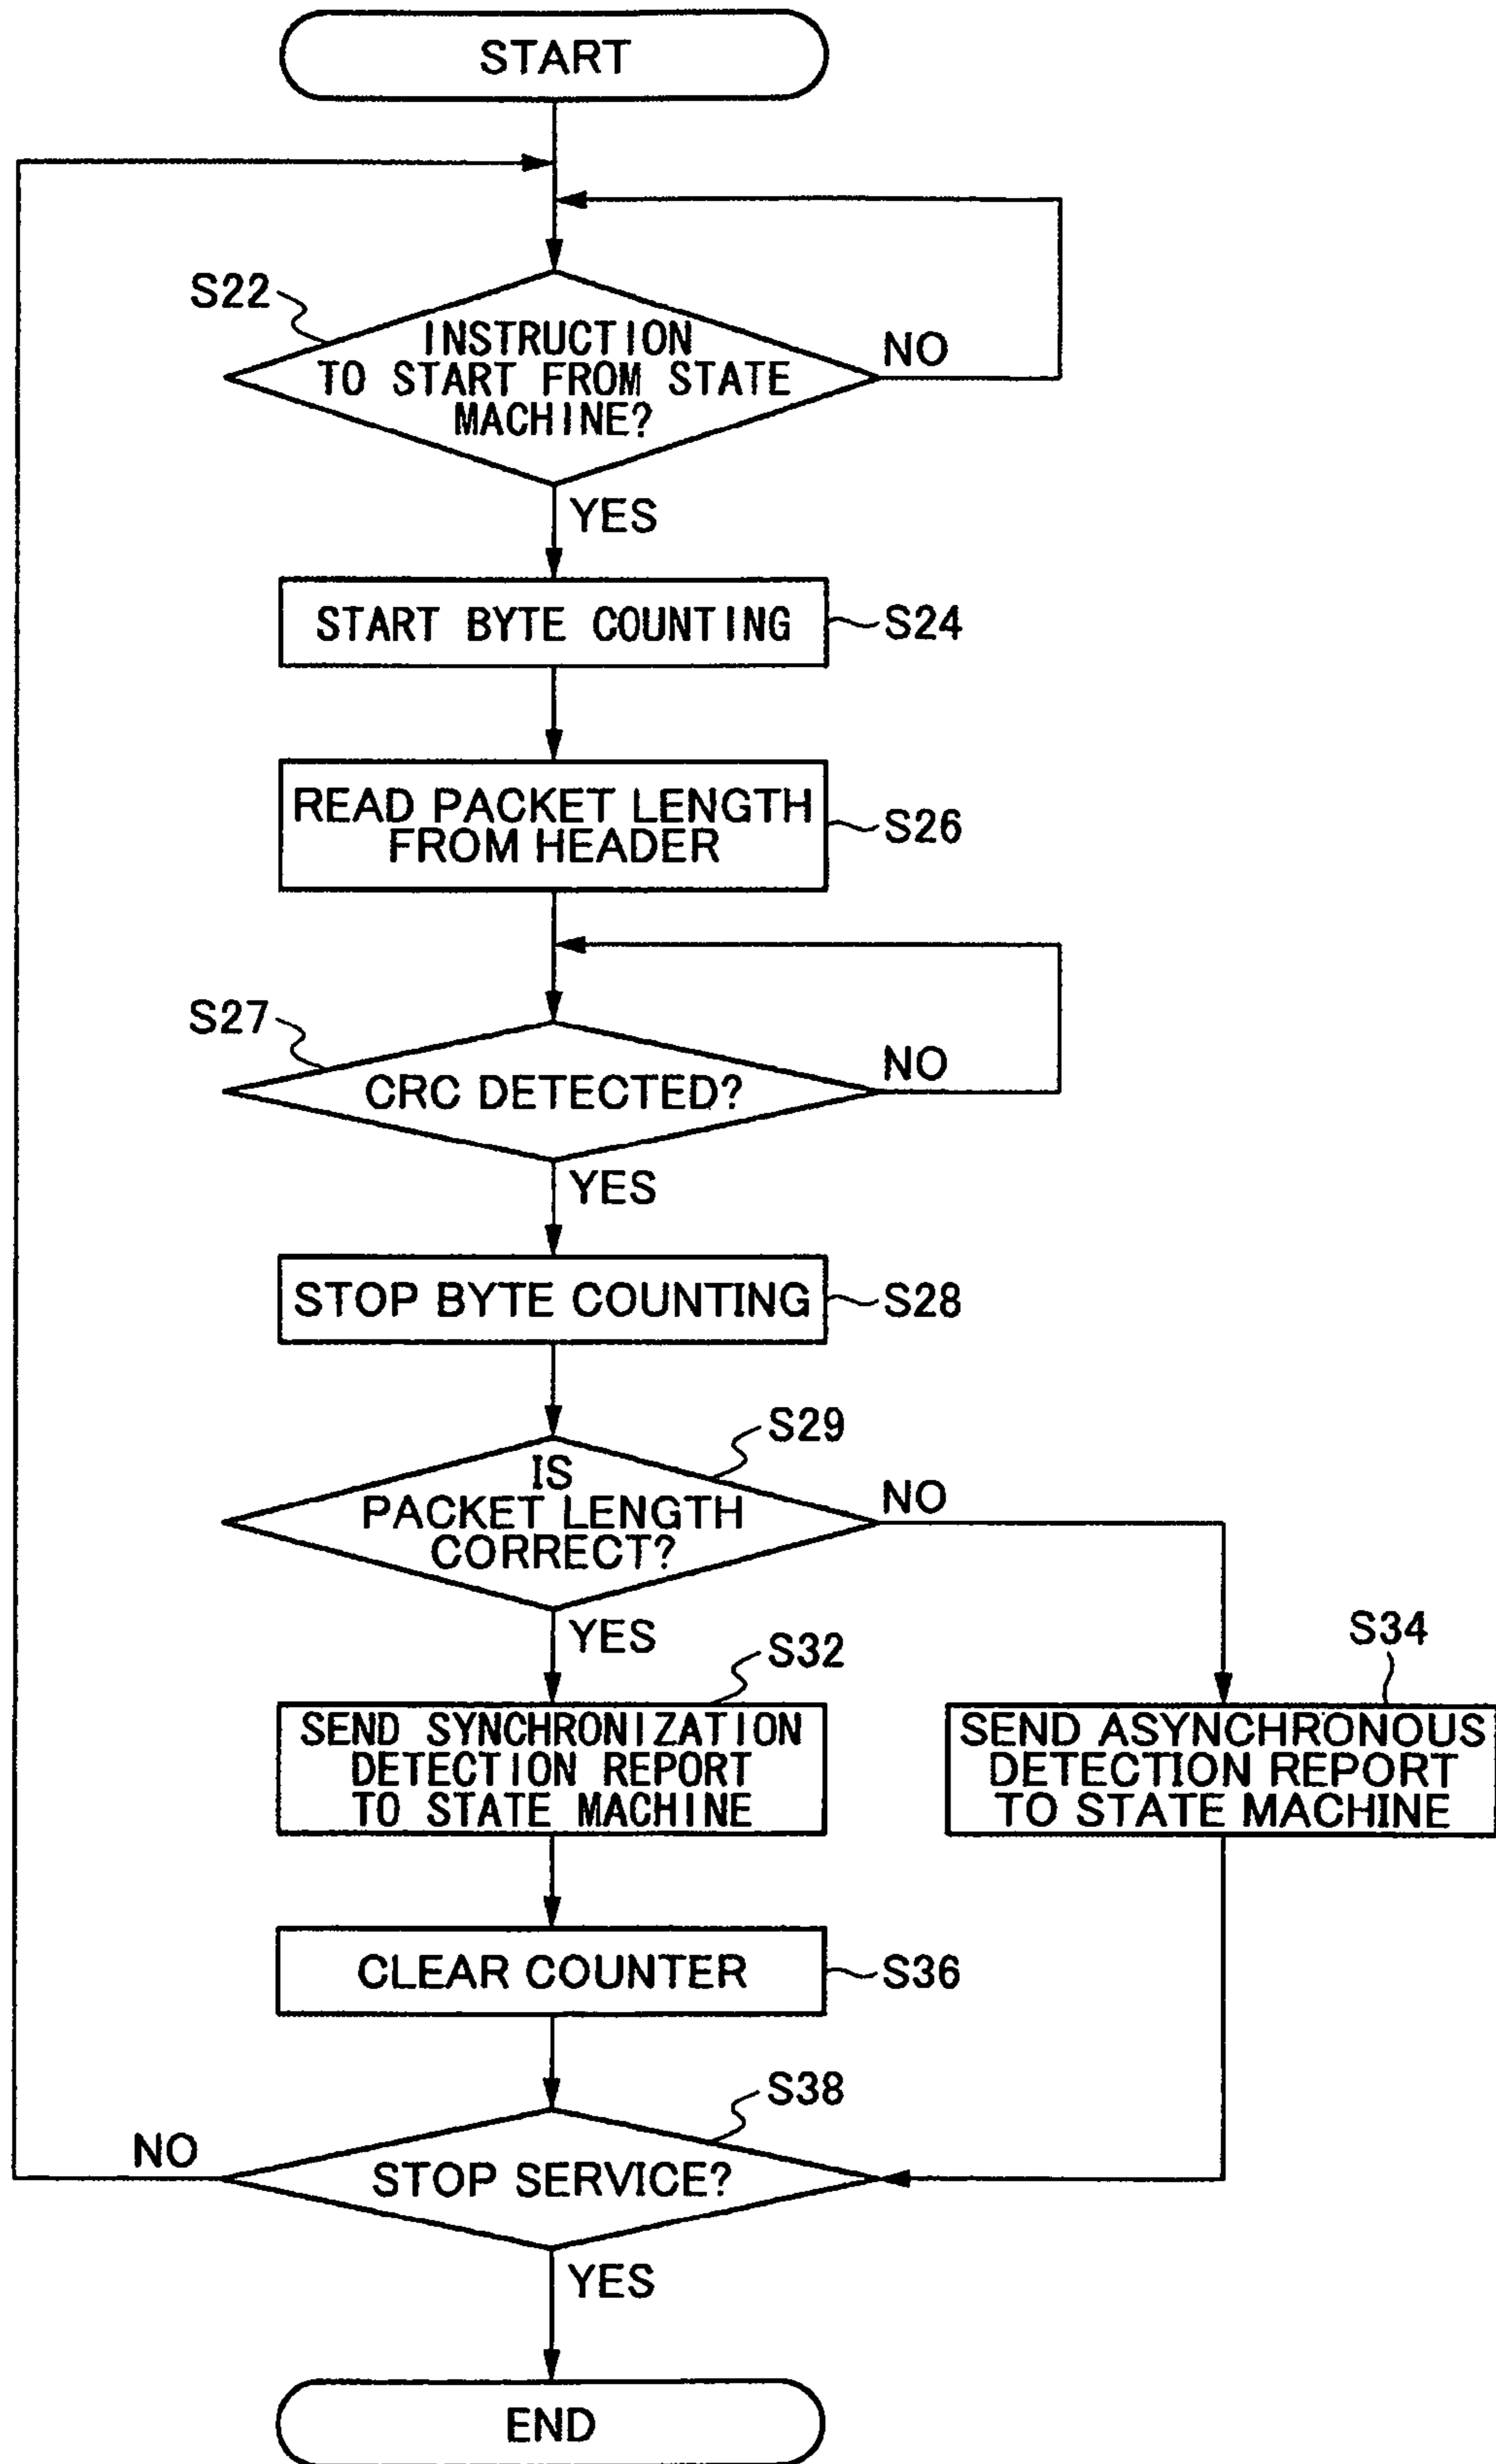 START
S22
INSTRUCTION
TO START FROM STATE
MACHINE?
NO
YES
START BYTE COUNTING
S24
READ PACKET LENGTH
FROM HEADER
S26
S27
CRC DETECTED?
NO
YES
STOP BYTE COUNTING
S28
S29
IS
PACKET LENGTH
CORRECT?
NO
YES
S32
SEND SYNCHRONIZATION
DETECTION REPORT
TO STATE MACHINE
S34
SEND ASYNCHRONOUS
DETECTION REPORT
TO STATE MACHINE
CLEAR COUNTER
S36
S38
STOP SERVICE?
NO
YES
END